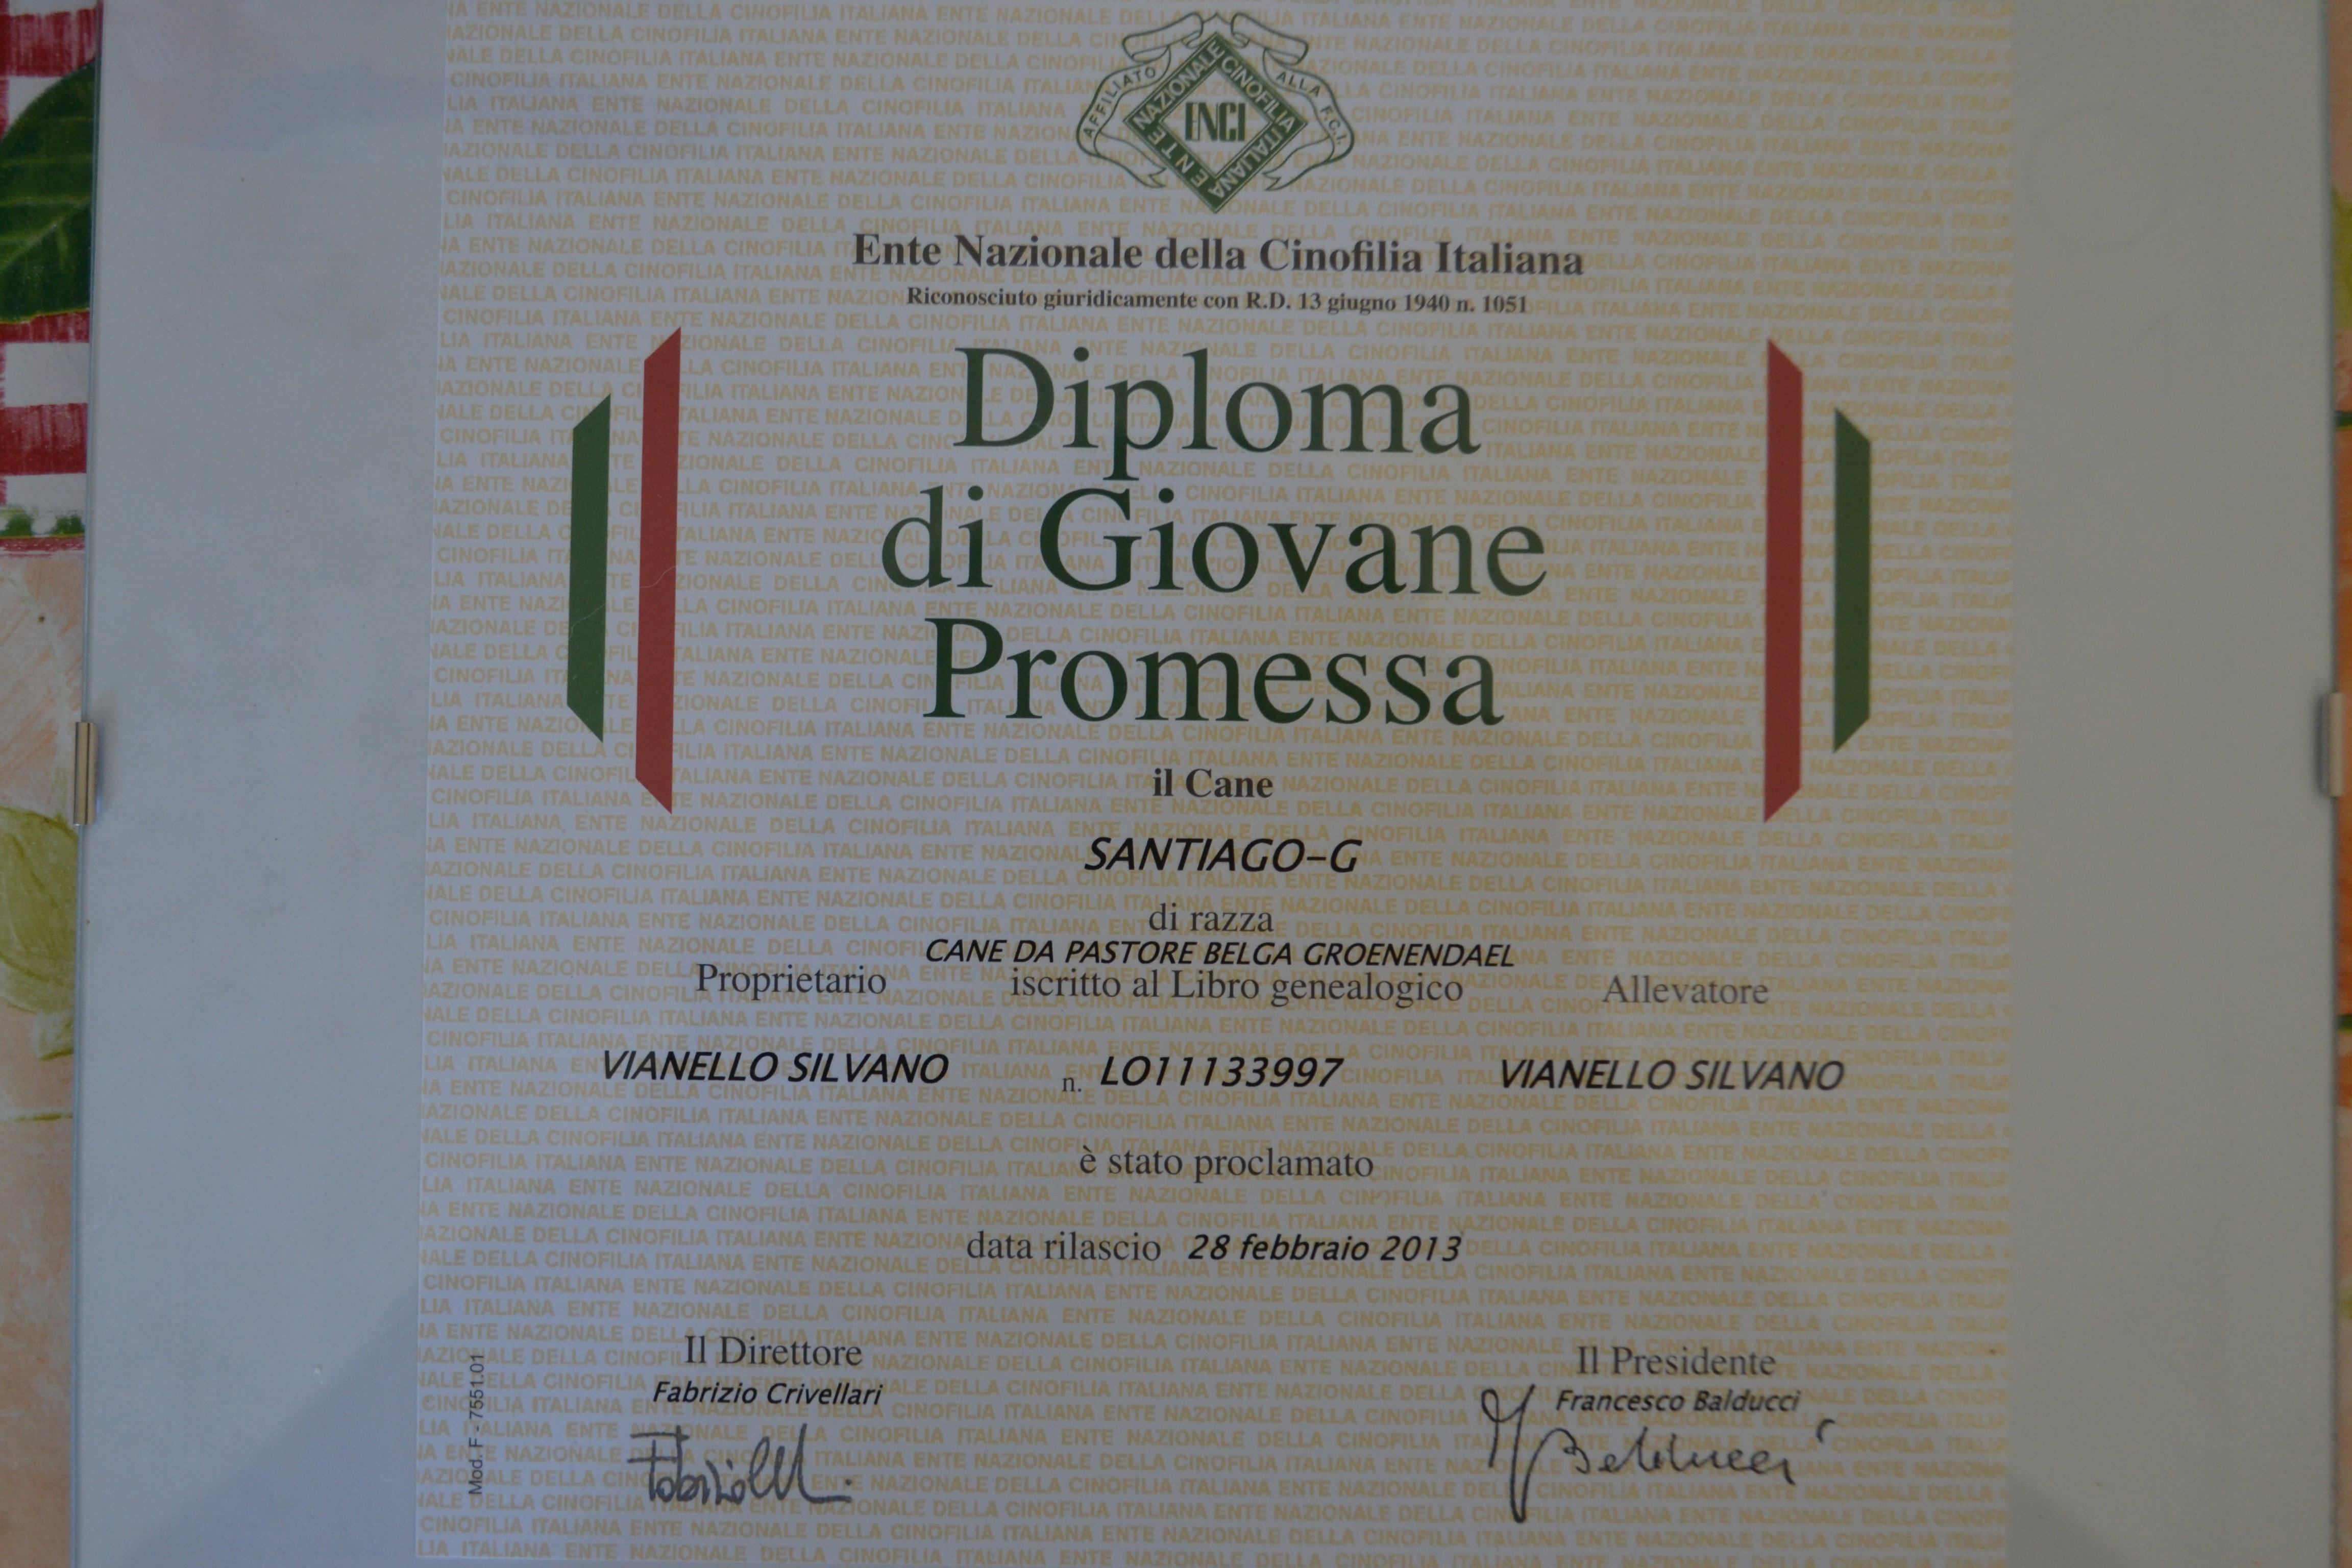 AFFILIATO ALLA F.C.I.
ENTE NAZIONALE CINOFILIA ITALIANA
ENCI
Ente Nazionale della Cinofilia Italiana
Riconosciuto giuridicamente con R.D. 13 giugno 1940 n. 1051
Diploma
di Giovane
Promessa
il Cane
SANTIAGO-G
di razza
CANE DA PASTORE BELGA GROENENDAEL
Proprietario iscritto al Libro genealogico Allevatore
VIANELLO SILVANO n. LO11133997 VIANELLO SILVANO
è stato proclamato
data rilascio 28 febbraio 2013
Il Direttore Il Presidente
Fabrizio Crivellari Francesco Balducci
Mod. F - 7551.01